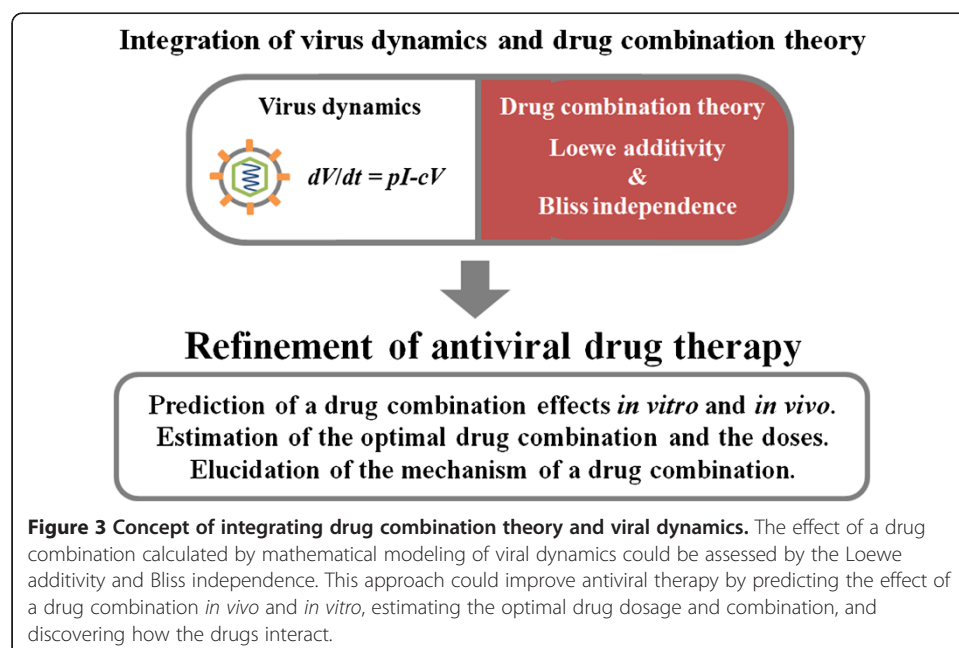 Integration of virus dynamics and drug combination theory
Virus dynamics
dV/dt = pI-cV
Drug combination theory
Loewe additivity
&
Bliss independence
Refinement of antiviral drug therapy
Prediction of a drug combination effects in vitro and in vivo.
Estimation of the optimal drug combination and the doses.
Elucidation of the mechanism of a drug combination.
Figure 3 Concept of integrating drug combination theory and viral dynamics. The effect of a drug
combination calculated by mathematical modeling of viral dynamics could be assessed by the Loewe
additivity and Bliss independence. This approach could improve antiviral therapy by predicting the effect of
a drug combination in vivo and in vitro, estimating the optimal drug dosage and combination, and
discovering how the drugs interact.